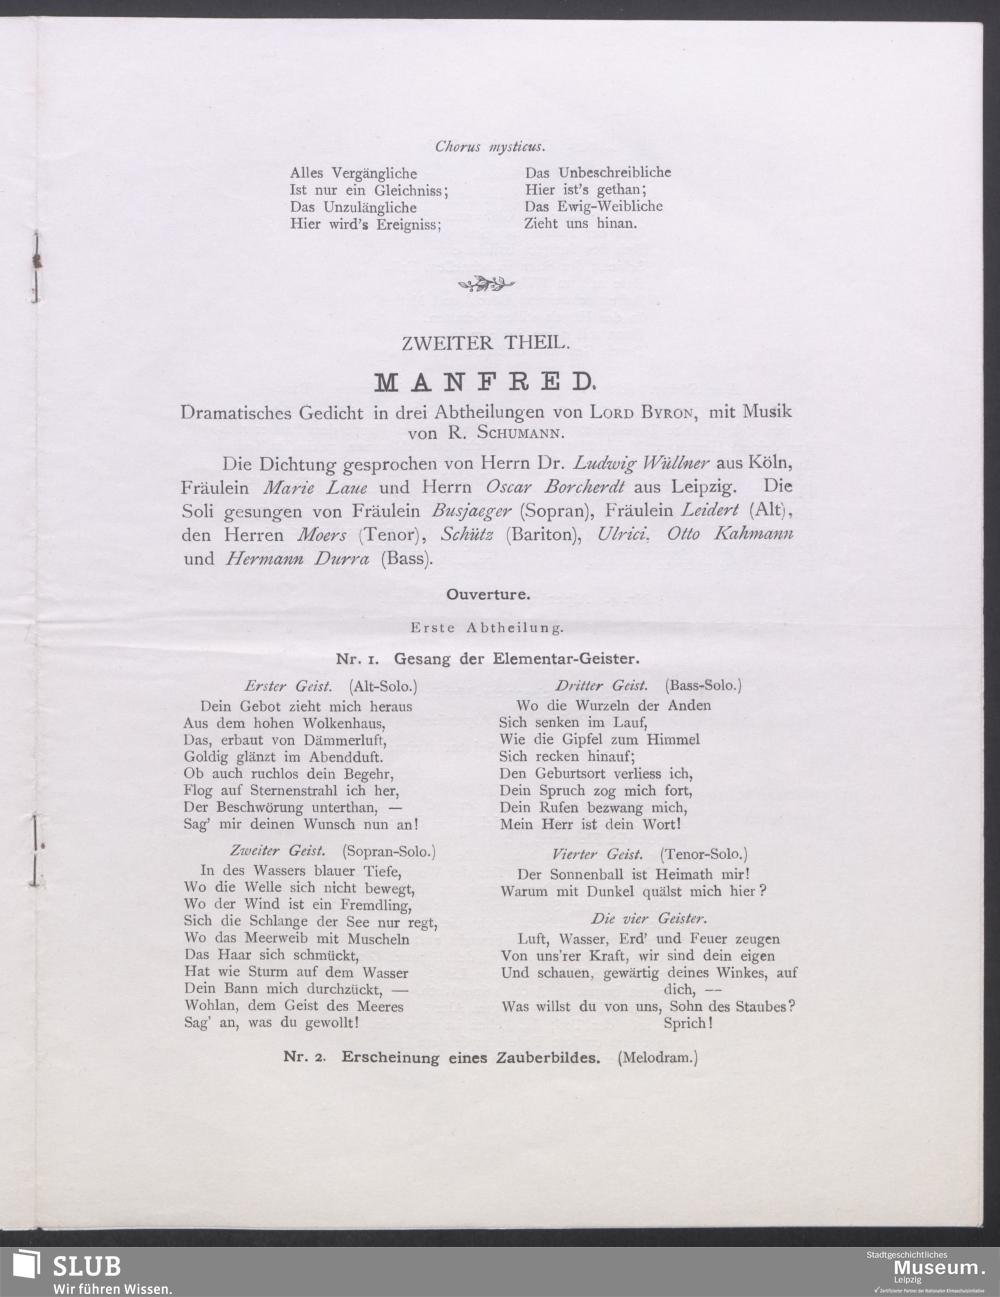 Chorus mysticus.
Alles Vergängliche
Ist nur ein Gleichniss;
Das Unzulängliche
Hier wird's Ereigniss;
Das Unbeschreibliche
Hier ist's gethan;
Das Ewig-Weibliche
Zieht uns hinan.
ZWEITER THEIL.
MANFRED.
Dramatisches Gedicht in drei Abtheilungen von LORD BYRON, mit Musik
von R. SCHUMANN.
Die Dichtung gesprochen von Herrn Dr. Ludwig Wüllner aus Köln,
Fräulein Marie Laue und Herrn Oscar Borcherdt aus Leipzig. Die
Soli gesungen von Fräulein Busjaeger (Sopran), Fräulein Leidert (Alt),
den Herren Moers (Tenor), Schütz (Bariton), Ulrici, Otto Kahmann
und Hermann Durra (Bass).
Ouverture.
Erste Abtheilung.
Nr. 1. Gesang der Elementar-Geister.
Erster Geist. (Alt-Solo.)
Dein Gebot zieht mich heraus
Aus dem hohen Wolkenhaus,
Das, erbaut von Dämmerluft,
Goldig glänzt im Abendduft.
Ob auch ruchlos dein Begehr,
Flog auf Sternenstrahl ich her,
Der Beschwörung unterthan, —
Sag' mir deinen Wunsch nun an!
Zweiter Geist. (Sopran-Solo.)
In des Wassers blauer Tiefe,
Wo die Welle sich nicht bewegt,
Wo der Wind ist ein Fremdling,
Sich die Schlange der See nur regt,
Wo das Meerweib mit Muscheln
Das Haar sich schmückt,
Hat wie Sturm auf dem Wasser
Dein Bann mich durchzückt, —
Wohlan, dem Geist des Meeres
Sag' an, was du gewollt!
Dritter Geist. (Bass-Solo.)
Wo die Wurzeln der Anden
Sich senken im Lauf,
Wie die Gipfel zum Himmel
Sich recken hinauf;
Den Geburtsort verliess ich,
Dein Spruch zog mich fort,
Dein Rufen bezwang mich,
Mein Herr ist dein Wort!
Vierter Geist. (Tenor-Solo.)
Der Sonnenball ist Heimath mir!
Warum mit Dunkel quälst mich hier?
Die vier Geister.
Luft, Wasser, Erd' und Feuer zeugen
Von uns'rer Kraft, wir sind dein eigen
Und schauen, gewärtig deines Winkes, auf
dich, —
Was willst du von uns, Sohn des Staubes?
Sprich!
Nr. 2. Erscheinung eines Zauberbildes. (Melodram.)
SLUB
Wir führen Wissen.
Stadtgeschichtliches
Museum.
Leipzig
Zertifizierter Partner der Nationalen Klimaschutzinitiative